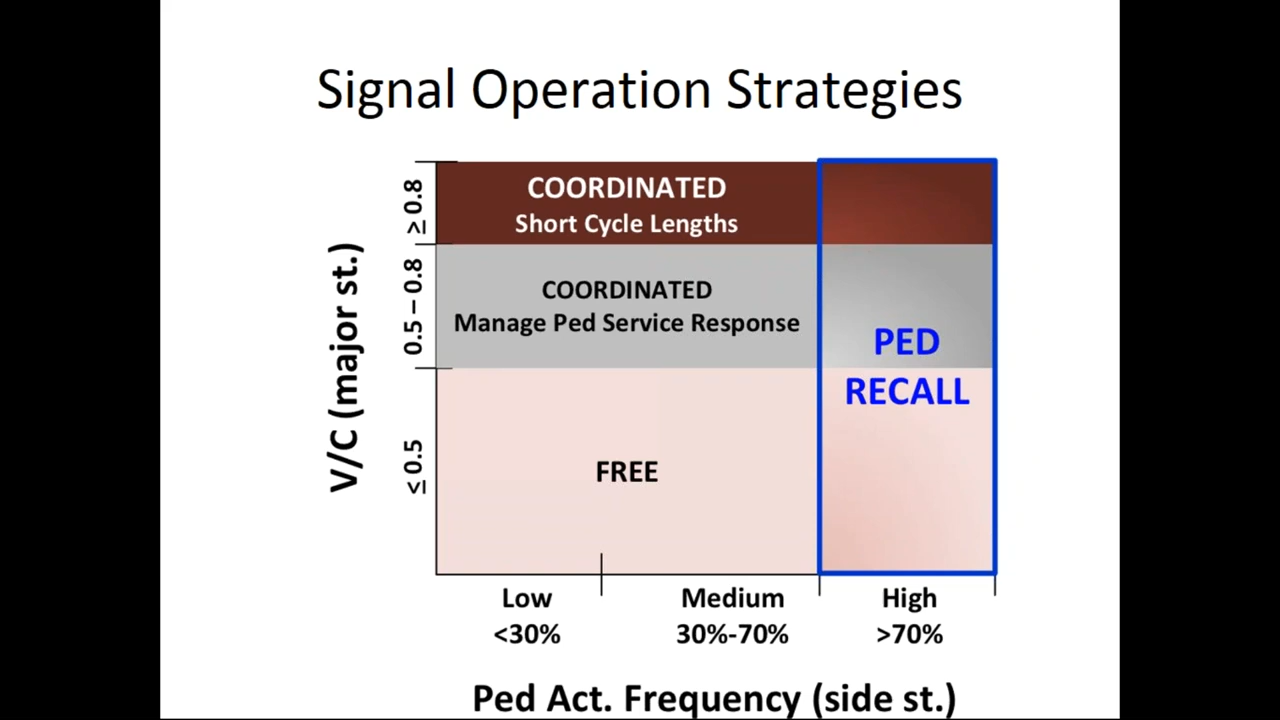 Signal Operation Strategies
V/C (major st.)
≥ 0.8
0.5 – 0.8
≤ 0.5
COORDINATED
Short Cycle Lengths
COORDINATED
Manage Ped Service Response
FREE
PED
RECALL
Low
<30%
Medium
30%-70%
High
>70%
Ped Act. Frequency (side st.)